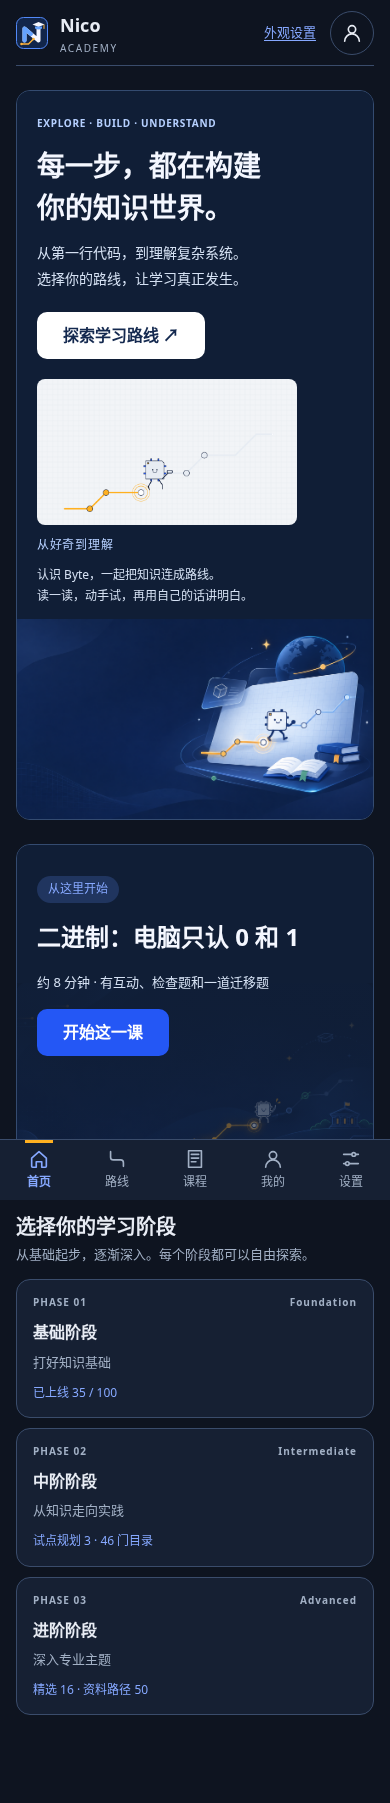 Nico
ACADEMY
外观设置
EXPLORE · BUILD · UNDERSTAND
每一步，都在构建
你的知识世界。
从第一行代码，到理解复杂系统。
选择你的路线，让学习真正发生。
探索学习路线 ↗
从好奇到理解
认识 Byte，一起把知识连成路线。
读一读，动手试，再用自己的话讲明白。
从这里开始
二进制：电脑只认 0 和 1
约 8 分钟 · 有互动、检查题和一道迁移题
开始这一课
首页
路线
课程
我的
设置
选择你的学习阶段
从基础起步，逐渐深入。每个阶段都可以自由探索。
PHASE 01
Foundation
基础阶段
打好知识基础
已上线 35 / 100
PHASE 02
Intermediate
中阶阶段
从知识走向实践
试点规划 3 · 46 门目录
PHASE 03
Advanced
进阶阶段
深入专业主题
精选 16 · 资料路径 50